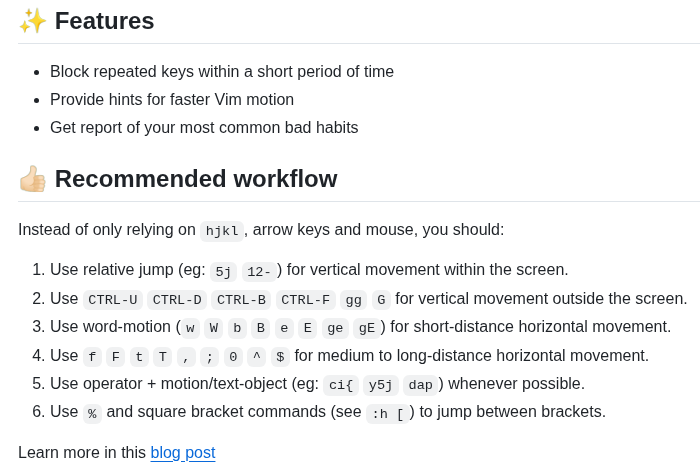 ✨ Features
• Block repeated keys within a short period of time
• Provide hints for faster Vim motion
• Get report of your most common bad habits
👍🏻 Recommended workflow
Instead of only relying on hjkl, arrow keys and mouse, you should:
1. Use relative jump (eg: 5j 12-) for vertical movement within the screen.
2. Use CTRL-U CTRL-D CTRL-B CTRL-F gg G for vertical movement outside the screen.
3. Use word-motion (w W b B e E ge gE) for short-distance horizontal movement.
4. Use f F t T , ; 0 ^ $ for medium to long-distance horizontal movement.
5. Use operator + motion/text-object (eg: ci{ y5j dap) whenever possible.
6. Use % and square bracket commands (see :h [) to jump between brackets.
Learn more in this blog post